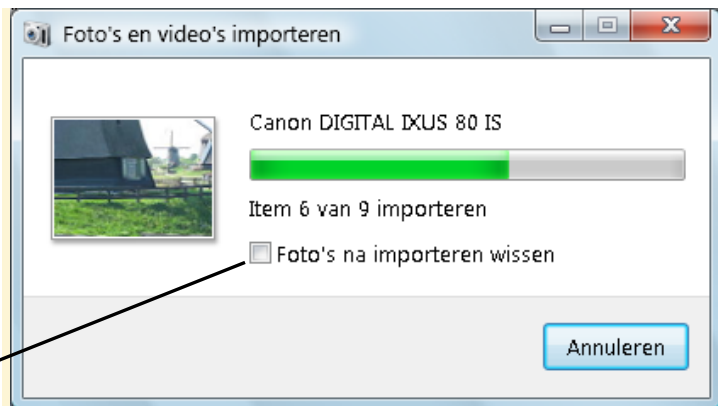 Foto's en video's importeren
Canon DIGITAL IXUS 80 IS
Item 6 van 9 importeren
Foto's na importeren wissen
Annuleren